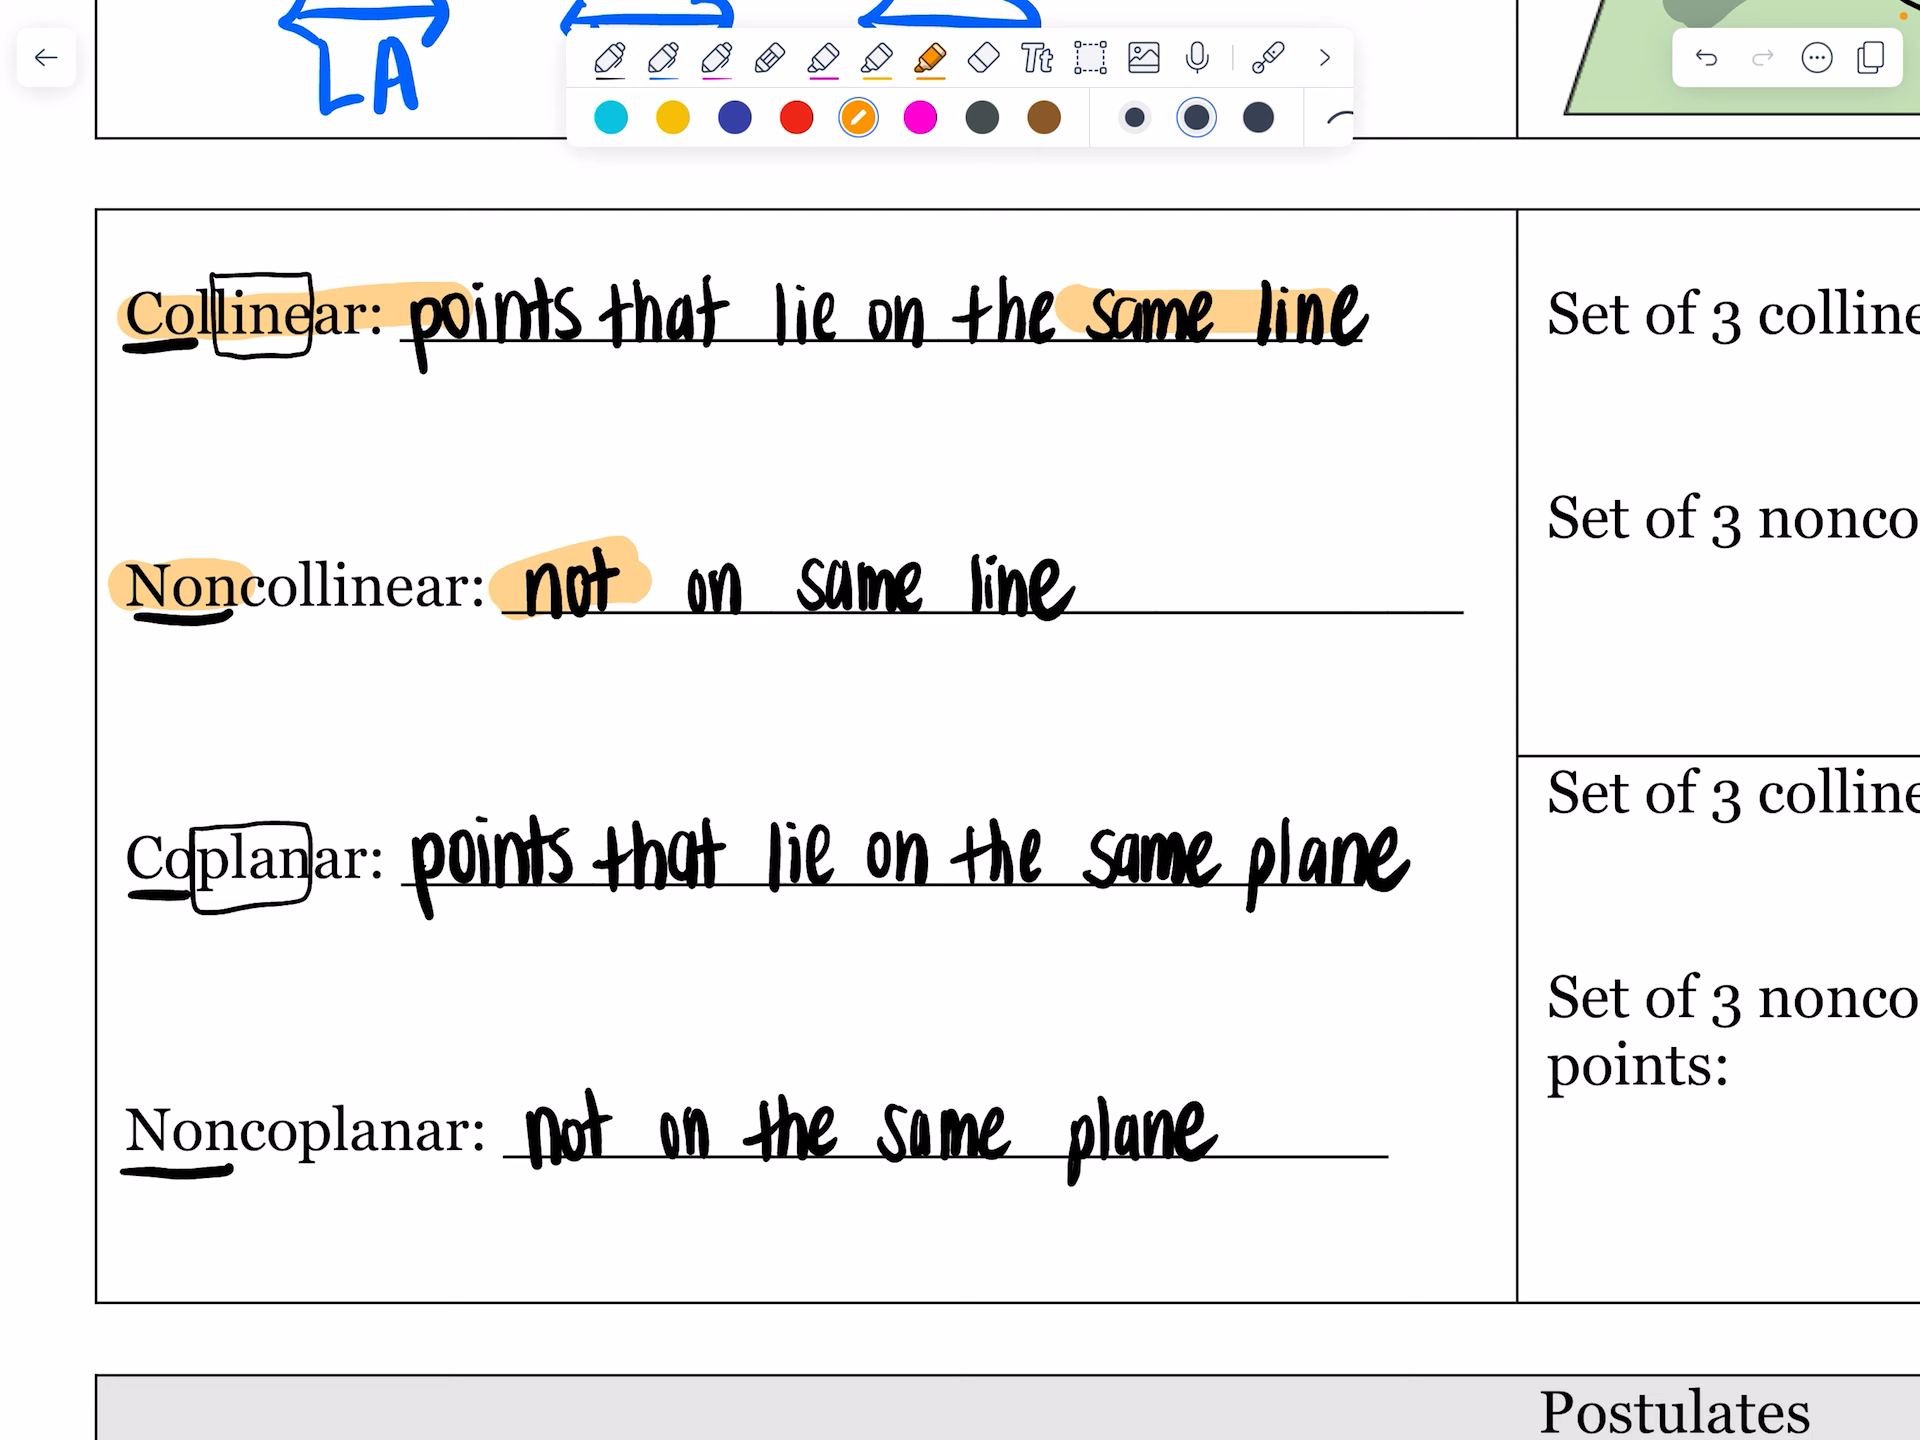 LA
Tt
Collinear: points that lie on the same line
Noncollinear: not on same line
Coplanar: points that lie on the same plane
Noncoplanar: not on the same plane
Set of 3 colline
Set of 3 nonco
Set of 3 colline
Set of 3 nonco
points:
Postulates